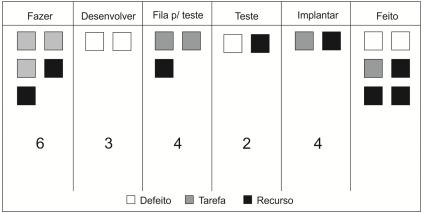 Fazer Desenvolver Fila p/ teste Teste Implantar Feito
6 3 4 2 4
Defeito Tarefa Recurso